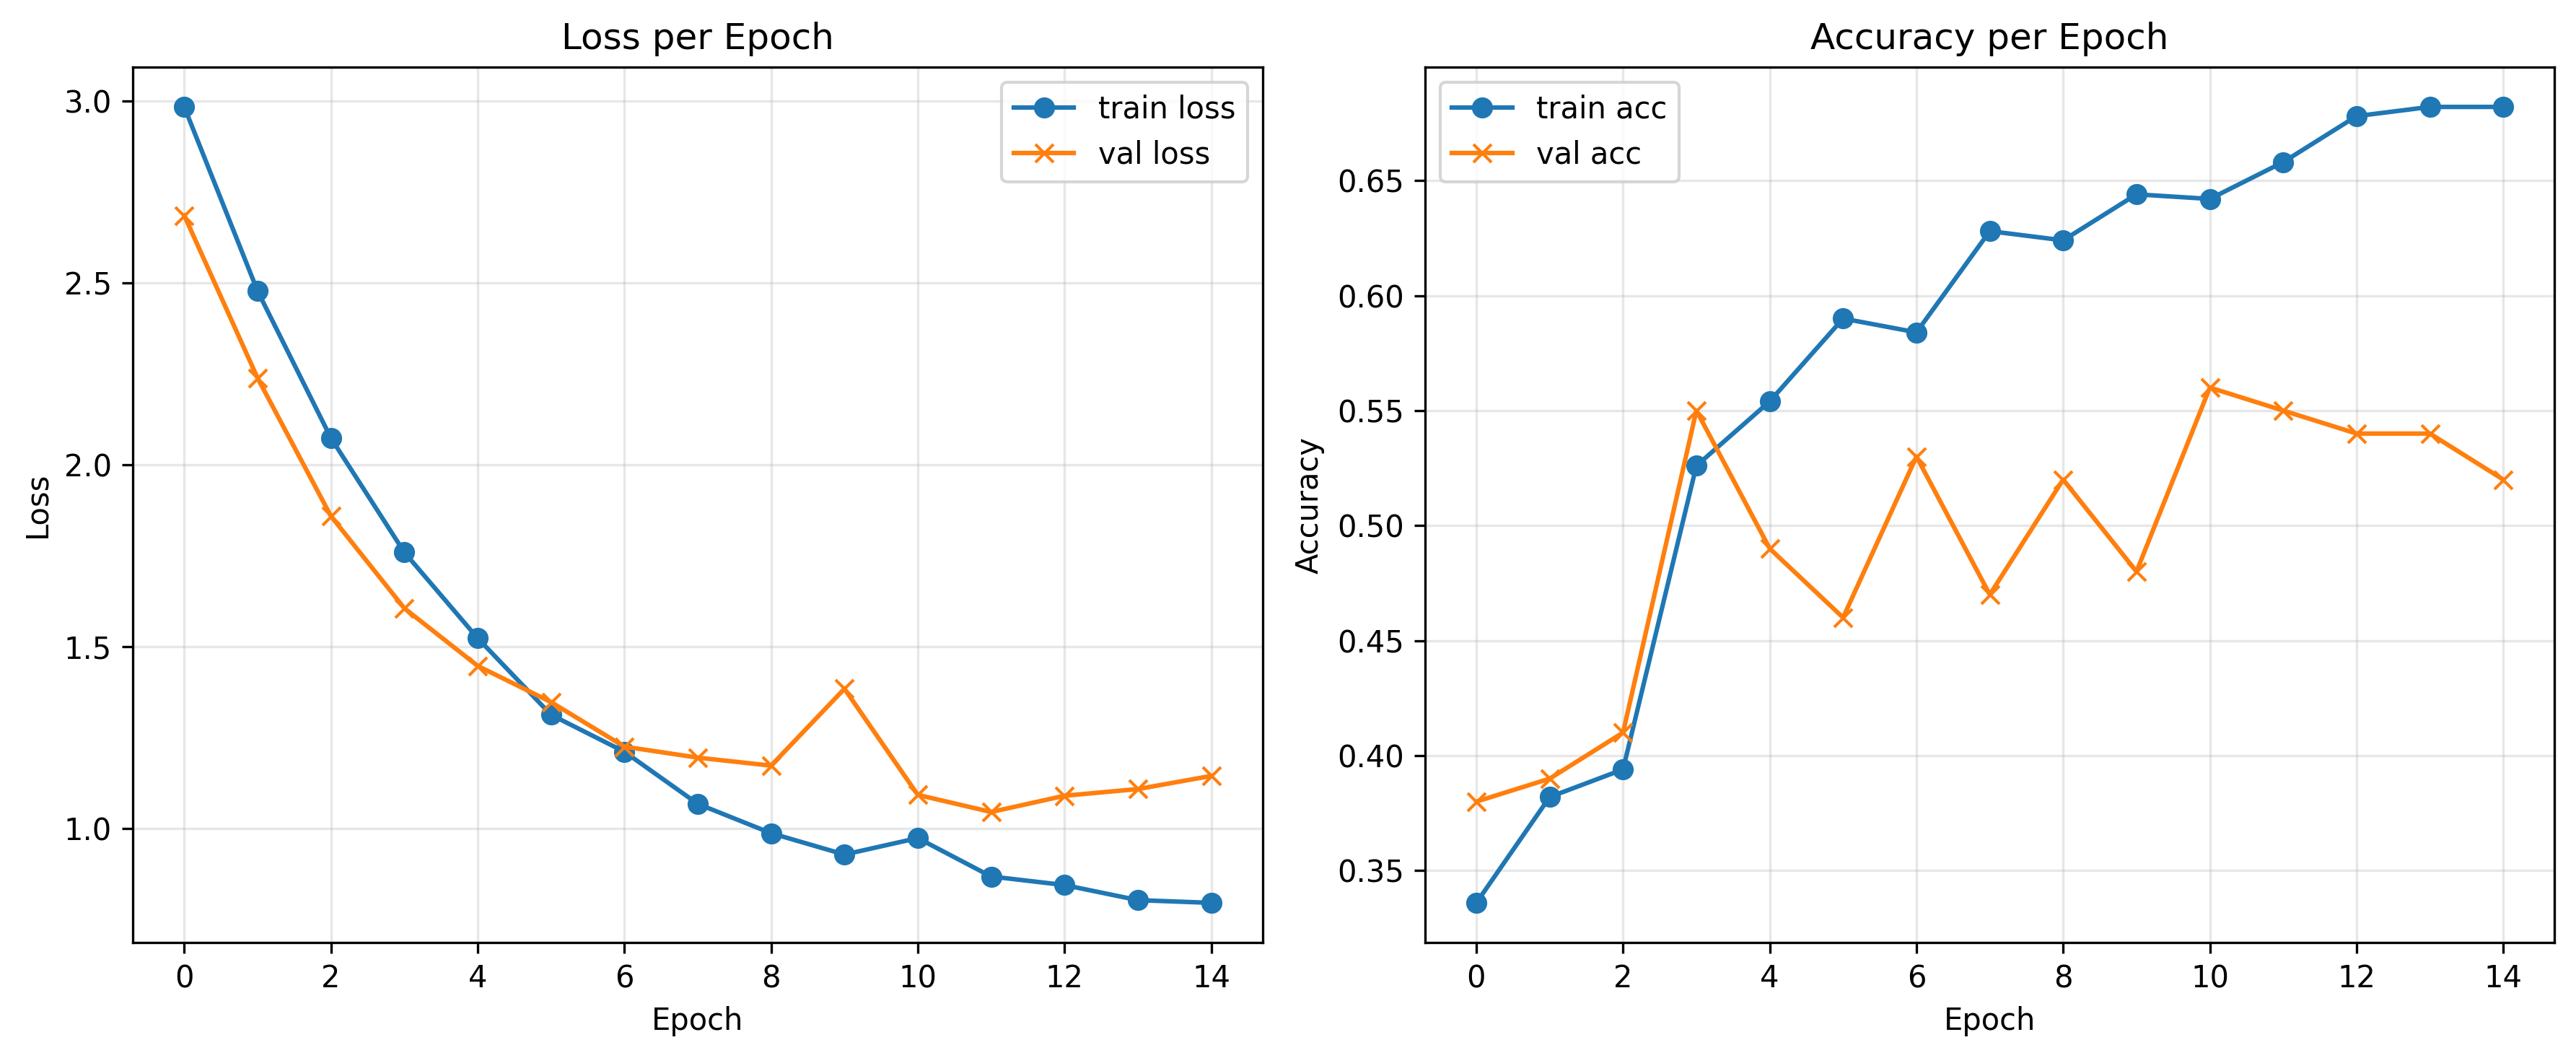 Loss per Epoch
3.0
2.5
2.0
1.5
1.0
Loss
train loss
val loss
0 2 4 6 8 10 12 14
Epoch
Accuracy per Epoch
train acc
val acc
0.65
0.60
0.55
0.50
0.45
0.40
0.35
Accuracy
0 2 4 6 8 10 12 14
Epoch